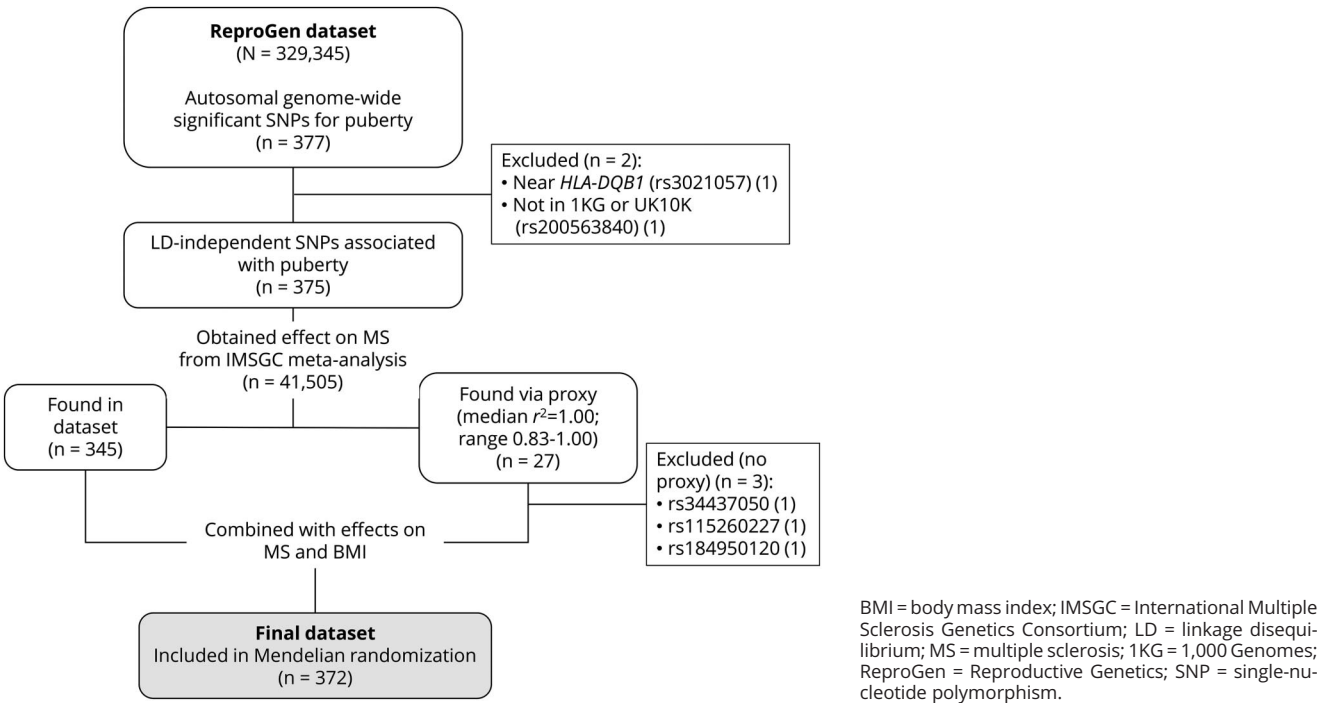 ReproGen dataset
(N = 329,345)
Autosomal genome-wide
significant SNPs for puberty
(n = 377)
Excluded (n = 2):
• Near HLA-DQB1 (rs3021057) (1)
• Not in 1KG or UK10K
(rs200563840) (1)
LD-independent SNPs associated
with puberty
(n = 375)
Obtained effect on MS
from IMSGC meta-analysis
(n = 41,505)
Found in
dataset
(n = 345)
Found via proxy
(median r²=1.00;
range 0.83-1.00)
(n = 27)
Excluded (no
proxy) (n = 3):
• rs34437050 (1)
• rs115260227 (1)
• rs184950120 (1)
Combined with effects on
MS and BMI
Final dataset
Included in Mendelian randomization
(n = 372)
BMI = body mass index; IMSGC = International Multiple
Sclerosis Genetics Consortium; LD = linkage disequi-
librium; MS = multiple sclerosis; 1KG = 1,000 Genomes;
ReproGen = Reproductive Genetics; SNP = single-nu-
cleotide polymorphism.